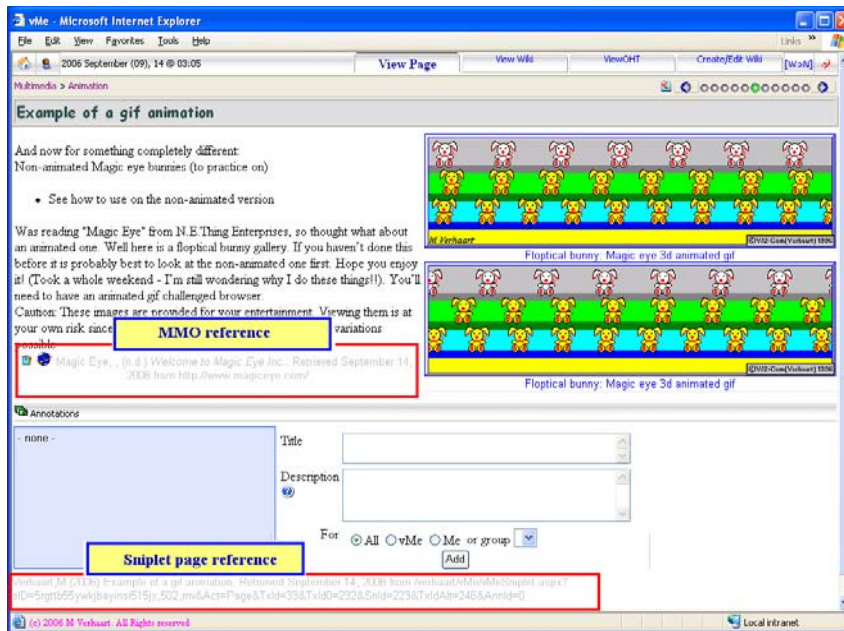 vMe - Microsoft Internet Explorer
File Edit View Favorites Tools Help
Links »
2006 September (09), 14 @ 03:05
View Page
View Wiki
ViewOHT
Create/Edit Wiki
[WɔN]
Multimedia > Animation
Example of a gif animation
And now for something completely different:
Non-animated Magic eye bunnies (to practice on)
• See how to use on the non-animated version
Was reading "Magic Eye" from N.E.Thing Enterprises, so thought what about
an animated one. Well here is a floptical bunny gallery. If you haven't done this
before it is probably best to look at the non-animated one first. Hope you enjoy
it! (Took a whole weekend - I'm still wondering why I do these things!!). You'll
need to have an animated gif challenged browser.
Caution: These images are provided for your entertainment. Viewing them is at
your own risk since variations
possible
MMO reference
Magic Eye, , (n.d.) Welcome to Magic Eye Inc.. Retrieved September 14,
2006 from http://www.magiceye.com/
M Verhaart
Floptical bunny: Magic eye 3d animated gif
Floptical bunny: Magic eye 3d animated gif
Annotations
- none -
Title
Description
For
All vMe Me or group
Add
Sniplet page reference
Verhaart,M (2006) Example of a gif animation. Retrieved September 14, 2006 from /verhaart/vMe/vMeSniplet.aspx?
(c) 2006 M Verhaart. All Rights reserved
Local intranet